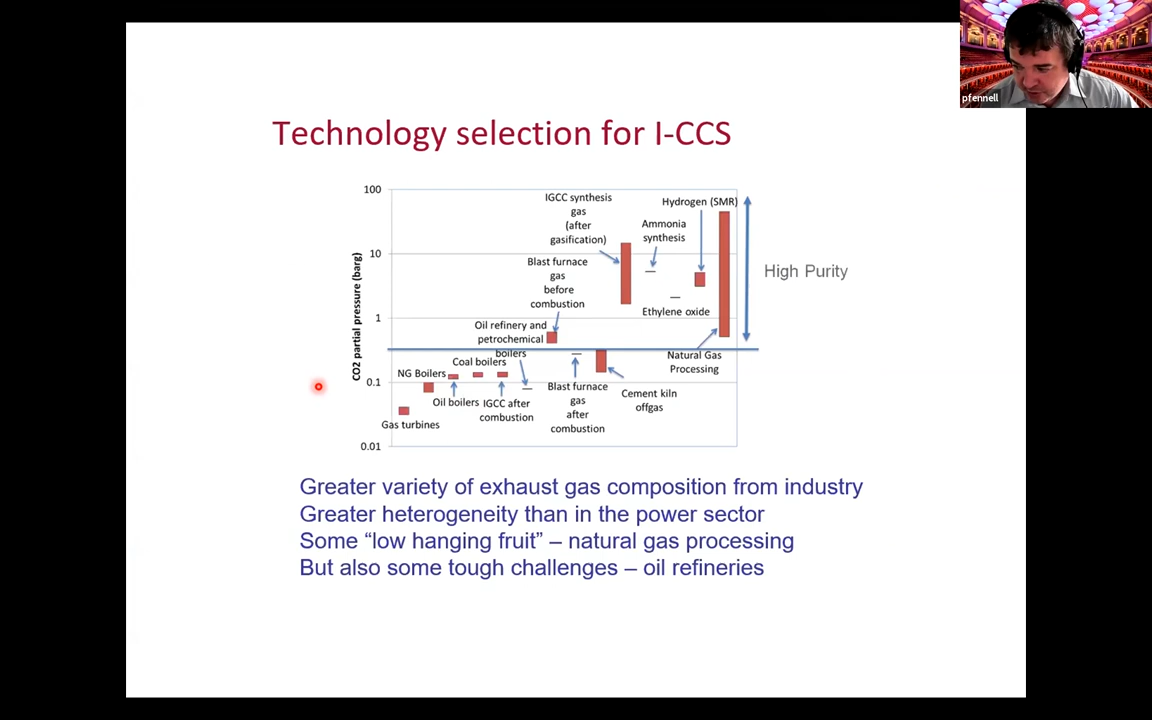 pfennell
Technology selection for I-CCS
CO2 partial pressure (barg)
100
10
1
0.1
0.01
IGCC synthesis
gas
(after
gasification)
Hydrogen (SMR)
Ammonia
synthesis
Blast furnace
gas
before
combustion
High Purity
Ethylene oxide
Oil refinery and
petrochemical
boilers
Natural Gas
Processing
Coal boilers
NG Boilers
Oil boilers
IGCC after
combustion
Blast furnace
gas
after
combustion
Cement kiln
offgas
Gas turbines
Greater variety of exhaust gas composition from industry
Greater heterogeneity than in the power sector
Some “low hanging fruit” – natural gas processing
But also some tough challenges – oil refineries